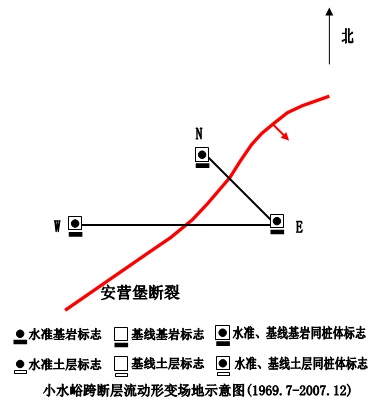 北
N
W
E
安营堡断裂
水准基岩标志 基线基岩标志 水准、基线基岩同桩体标志
水准土层标志 基线土层标志 水准、基线土层同桩体标志
小水峪跨断层流动形变场地示意图(1969.7-2007.12)